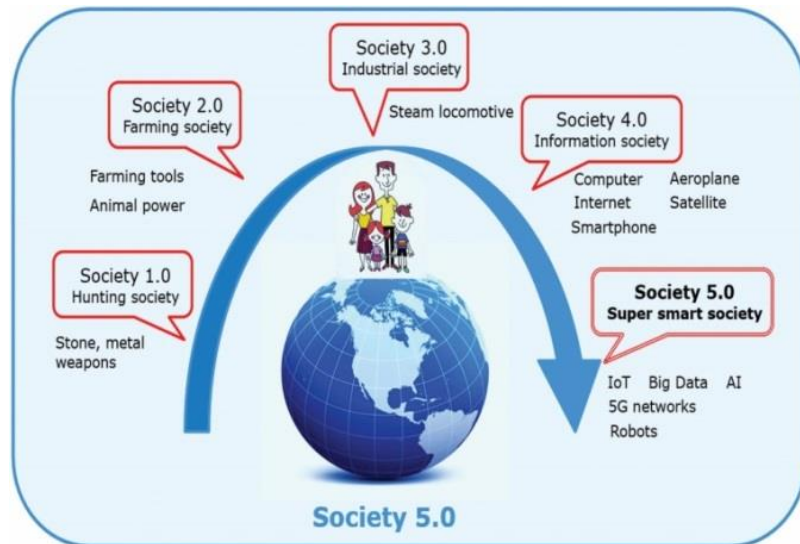 Society 1.0
Hunting society
Stone, metal
weapons
Society 2.0
Farming society
Farming tools
Animal power
Society 3.0
Industrial society
Steam locomotive
Society 4.0
Information society
Computer Aeroplane
Internet Satellite
Smartphone
Society 5.0
Super smart society
IoT Big Data AI
5G networks
Robots
Society 5.0